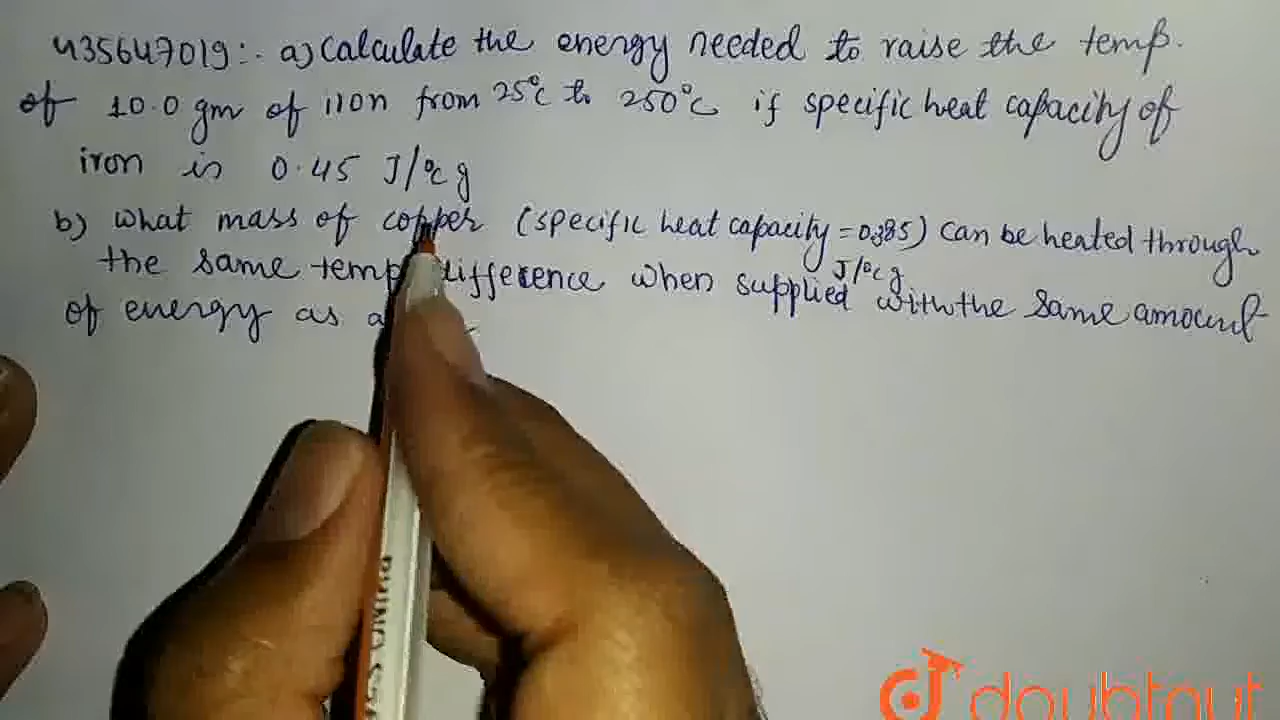 435647019:. a) Calculate the energy needed to raise the temp.
of 10.0 gm of iron from 25°C to 250°C if specific heat capacity of
iron is 0.45 J/°C g
b) What mass of copper (specific heat capacity = 0.385) can be heated through
J/°C g
the same temp difference when supplied with the same amount
of energy as
doubtnut